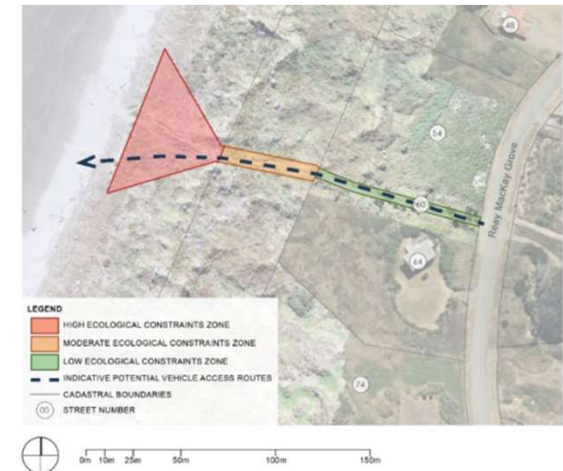 48
54
Reay MacKay Grove
60
64
LEGEND
HIGH ECOLOGICAL CONSTRAINTS ZONE
MODERATE ECOLOGICAL CONSTRAINTS ZONE
LOW ECOLOGICAL CONSTRAINTS ZONE
INDICATIVE POTENTIAL VEHICLE ACCESS ROUTES
CADASTRAL BOUNDARIES
00 STREET NUMBER
74
0m 10m 25m 50m 100m 150m